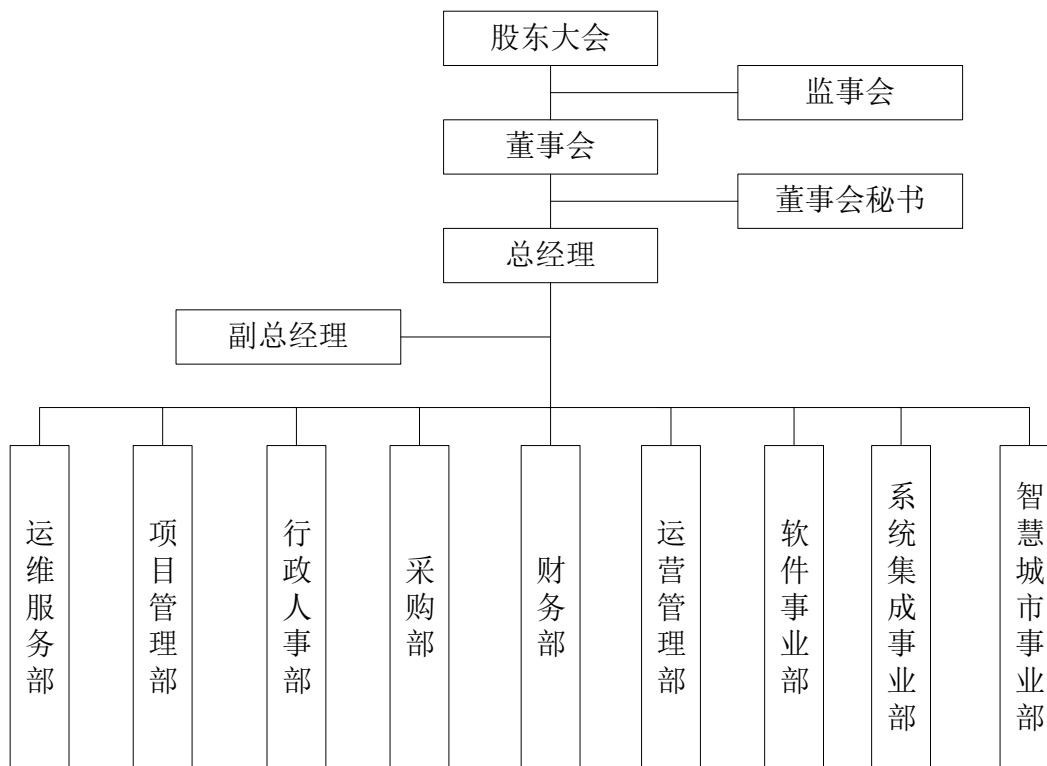 股东大会
监事会
董事会
董事会秘书
总经理
副总经理
运维服务部
项目管理部
行政人事部
采购部
财务部
运营管理部
软件事业部
系统集成事业部
智慧城市事业部